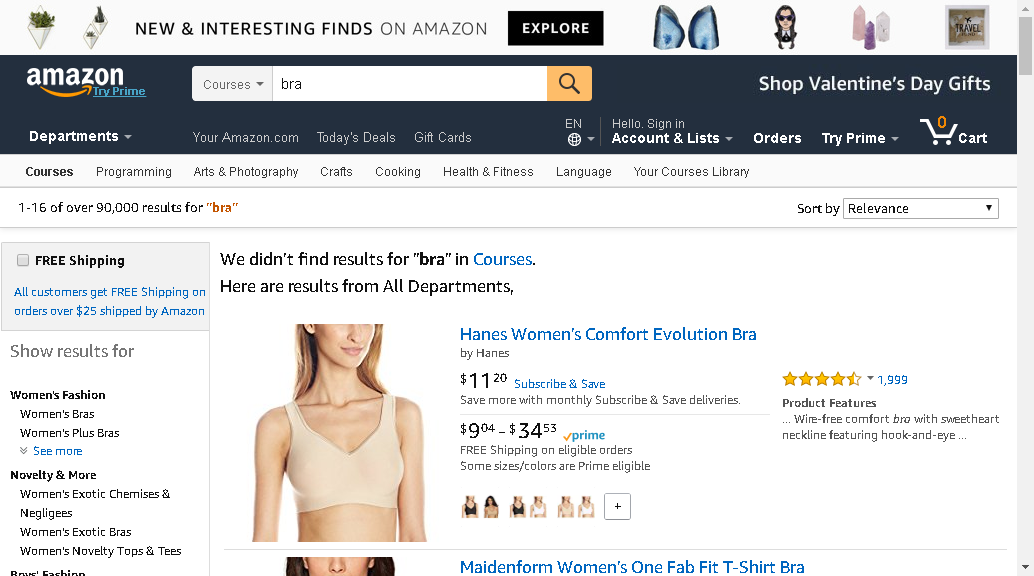 NEW & INTERESTING FINDS ON AMAZON EXPLORE
TRAVEL
amazon
Try Prime
Courses bra
Shop Valentine's Day Gifts
Departments
Your Amazon.com Today's Deals Gift Cards
EN
Hello. Sign in
Account & Lists
Orders
Try Prime
0
Cart
Courses Programming Arts & Photography Crafts Cooking Health & Fitness Language Your Courses Library
1-16 of over 90,000 results for "bra"
Sort by Relevance
FREE Shipping
All customers get FREE Shipping on
orders over $25 shipped by Amazon
Show results for
Women's Fashion
Women's Bras
Women's Plus Bras
See more
Novelty & More
Women's Exotic Chemises &
Negligees
Women's Exotic Bras
Women's Novelty Tops & Tees
Boys' Fashion
We didn't find results for "bra" in Courses.
Here are results from All Departments,
Hanes Women's Comfort Evolution Bra
by Hanes
$11 20 Subscribe & Save
Save more with monthly Subscribe & Save deliveries.
$9 04 - $34 53 prime
FREE Shipping on eligible orders
Some sizes/colors are Prime eligible
+
1,999
Product Features
... Wire-free comfort bra with sweetheart
neckline featuring hook-and-eye ...
Maidenform Women's One Fab Fit T-Shirt Bra